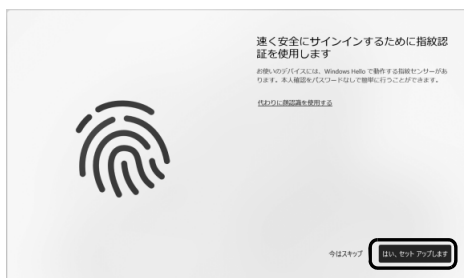 速く安全にサインインするために指紋認
証を使用します
お使いのデバイスには、Windows Hello で動作する指紋センサーがあ
ります。本人確認をパスワードなしで簡単に行うことができます。
代わりに顔認識を使用する
今はスキップ
はい、セットアップします